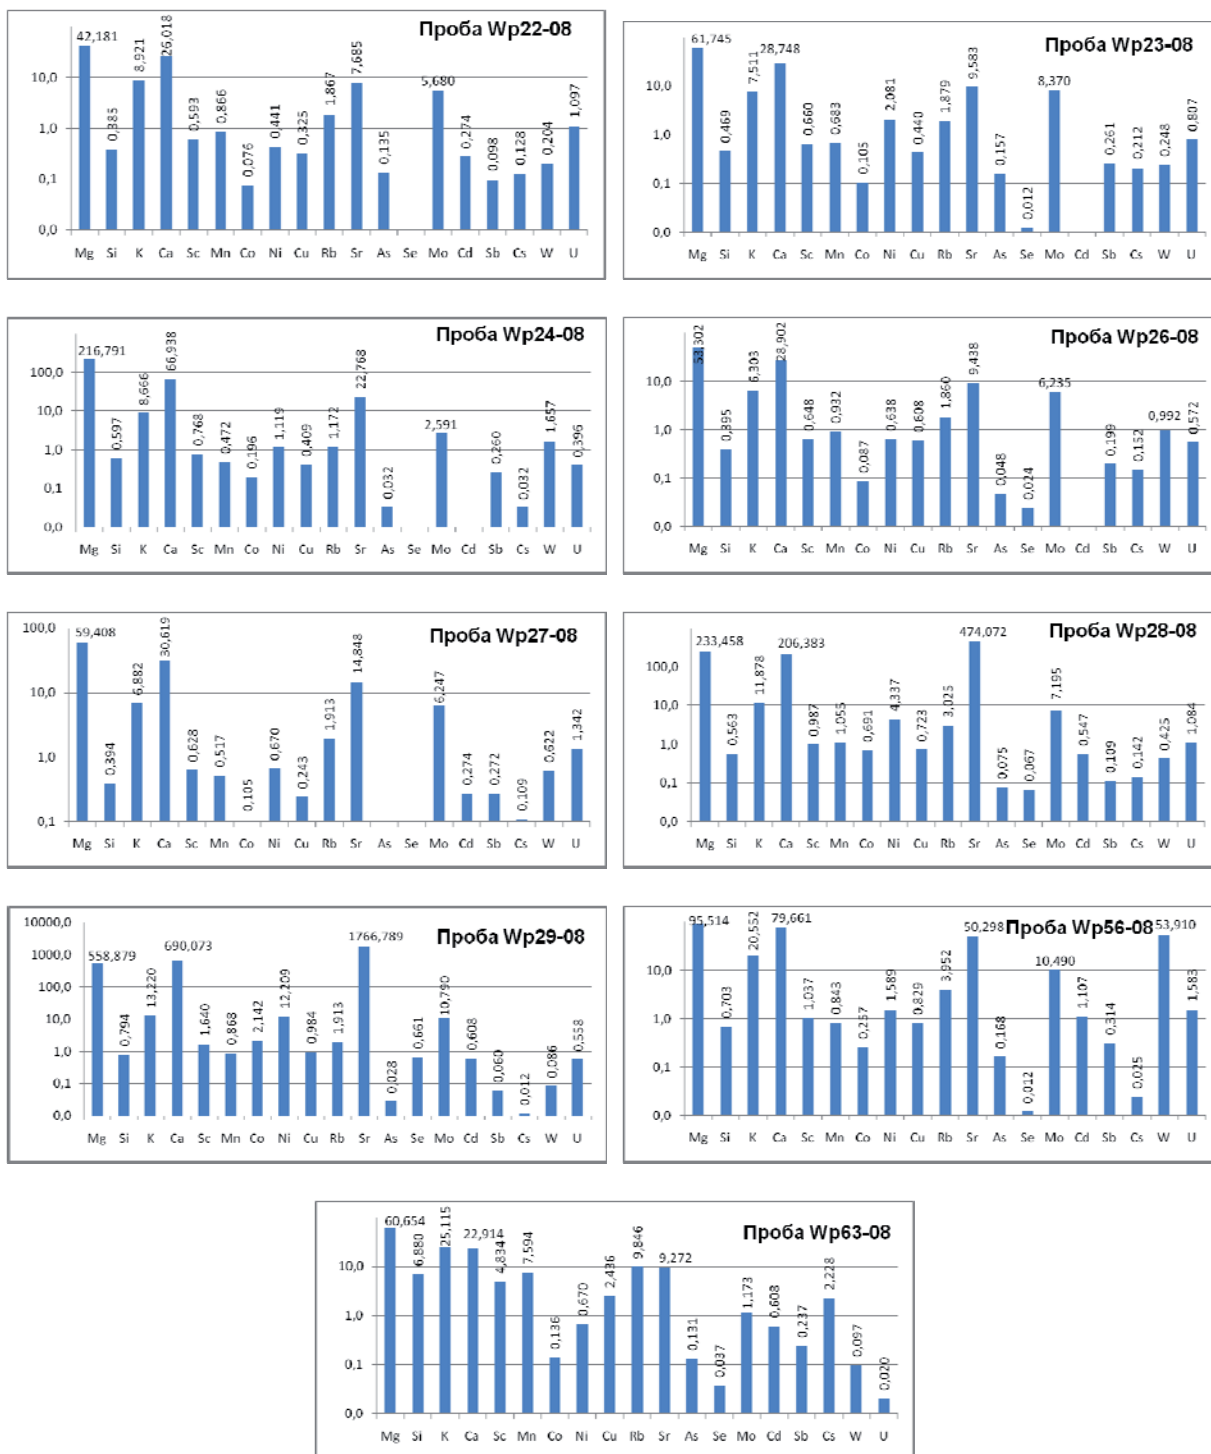 Проба Wp22-08
42,181 0,385 8,921 26,018 0,593 0,866 0,076 0,441 0,325 1,867 7,685 0,135 5,680 0,274 0,098 0,128 0,204 1,097
10,0
1,0
0,1
0,0
Mg Si K Ca Sc Mn Co Ni Cu Rb Sr As Se Mo Cd Sb Cs W U
Проба Wp23-08
61,745 0,469 7,511 28,748 0,660 0,683 0,105 2,081 0,440 1,879 9,583 0,157 0,012 8,370 0,261 0,212 0,248 0,807
10,0
1,0
0,1
0,0
Mg Si K Ca Sc Mn Co Ni Cu Rb Sr As Se Mo Cd Sb Cs W U
Проба Wp24-08
216,791 0,597 8,666 66,938 0,768 0,472 0,196 1,119 0,409 1,172 22,768 0,032 2,591 0,260 0,032 1,657 0,396
100,0
10,0
1,0
0,1
0,0
Mg Si K Ca Sc Mn Co Ni Cu Rb Sr As Se Mo Cd Sb Cs W U
Проба Wp26-08
53,302 0,395 6,303 28,902 0,648 0,932 0,087 0,638 0,608 1,860 9,438 0,048 0,024 6,235 0,199 0,152 0,992 0,572
10,0
1,0
0,1
0,0
Mg Si K Ca Sc Mn Co Ni Cu Rb Sr As Se Mo Cd Sb Cs W U
Проба Wp27-08
59,408 0,394 6,882 30,619 0,628 0,517 0,105 0,670 0,243 1,913 14,848 6,247 0,274 0,272 0,109 0,622 1,342
100,0
10,0
1,0
0,1
Mg Si K Ca Sc Mn Co Ni Cu Rb Sr As Se Mo Cd Sb Cs W U
Проба Wp28-08
233,458 0,563 11,878 206,383 0,987 1,055 0,691 4,337 0,723 3,025 474,072 0,075 0,067 7,195 0,547 0,109 0,142 0,425 1,084
100,0
10,0
1,0
0,1
0,0
Mg Si K Ca Sc Mn Co Ni Cu Rb Sr As Se Mo Cd Sb Cs W U
Проба Wp29-08
558,879 0,794 13,220 690,073 1,640 0,868 2,142 12,209 0,984 1,913 1766,789 0,028 0,661 10,790 0,608 0,060 0,012 0,086 0,558
10000,0
1000,0
100,0
10,0
1,0
0,1
0,0
Mg Si K Ca Sc Mn Co Ni Cu Rb Sr As Se Mo Cd Sb Cs W U
Проба Wp56-08
95,514 0,703 20,552 79,661 1,037 0,843 0,257 1,589 0,829 3,952 50,298 0,168 0,012 10,490 1,107 0,314 0,025 53,910 1,583
10,0
1,0
0,1
0,0
Mg Si K Ca Sc Mn Co Ni Cu Rb Sr As Se Mo Cd Sb Cs W U
Проба Wp63-08
60,654 6,880 25,115 22,914 4,834 7,594 0,136 0,670 2,436 9,846 9,272 0,131 0,037 1,173 0,608 0,237 2,228 0,097 0,020
10,0
1,0
0,1
0,0
Mg Si K Ca Sc Mn Co Ni Cu Rb Sr As Se Mo Cd Sb Cs W U